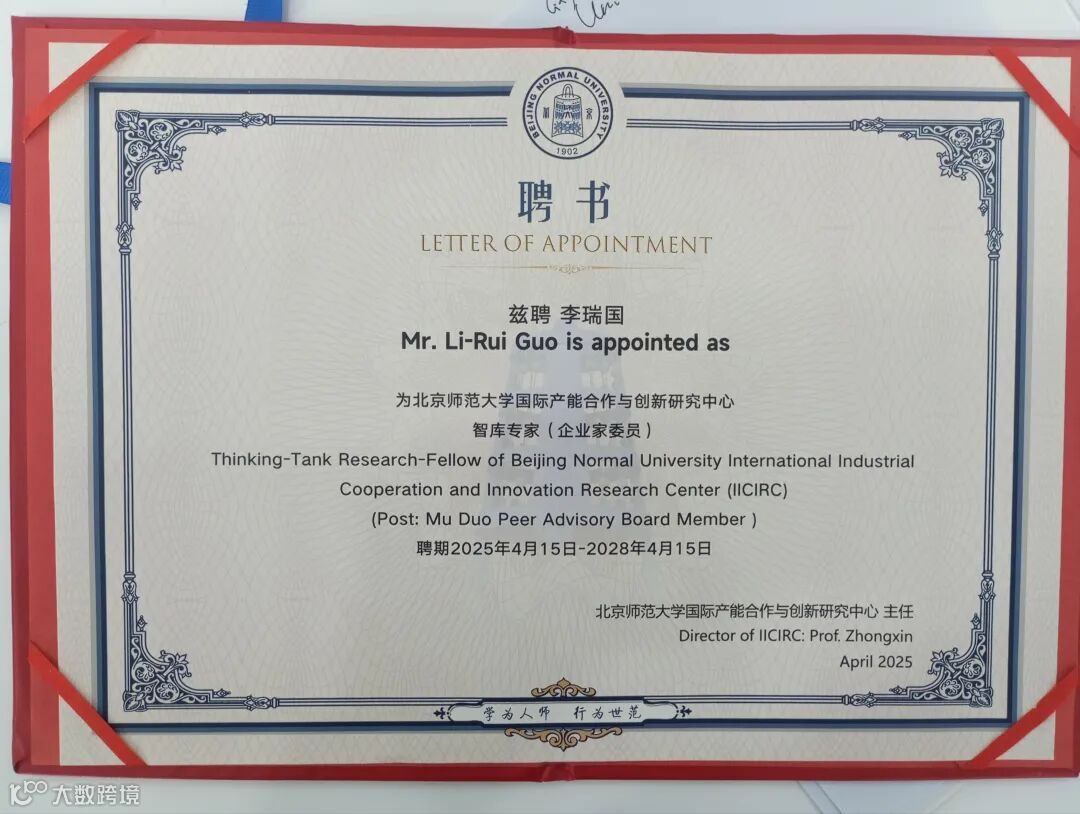 BEIJING NORMAL UNIVERSITY
1902
聘书
LETTER OF APPOINTMENT
兹聘 李瑞国
Mr. Li-Rui Guo is appointed as
为北京师范大学国际产能合作与创新研究中心
智库专家（企业家委员）
Thinking-Tank Research-Fellow of Beijing Normal University International Industrial
Cooperation and Innovation Research Center (IICIRC)
(Post: Mu Duo Peer Advisory Board Member )
聘期2025年4月15日-2028年4月15日
北京师范大学国际产能合作与创新研究中心 主任
Director of IICIRC: Prof. Zhongxin
April 2025
学为人师 行为世范
大数跨境